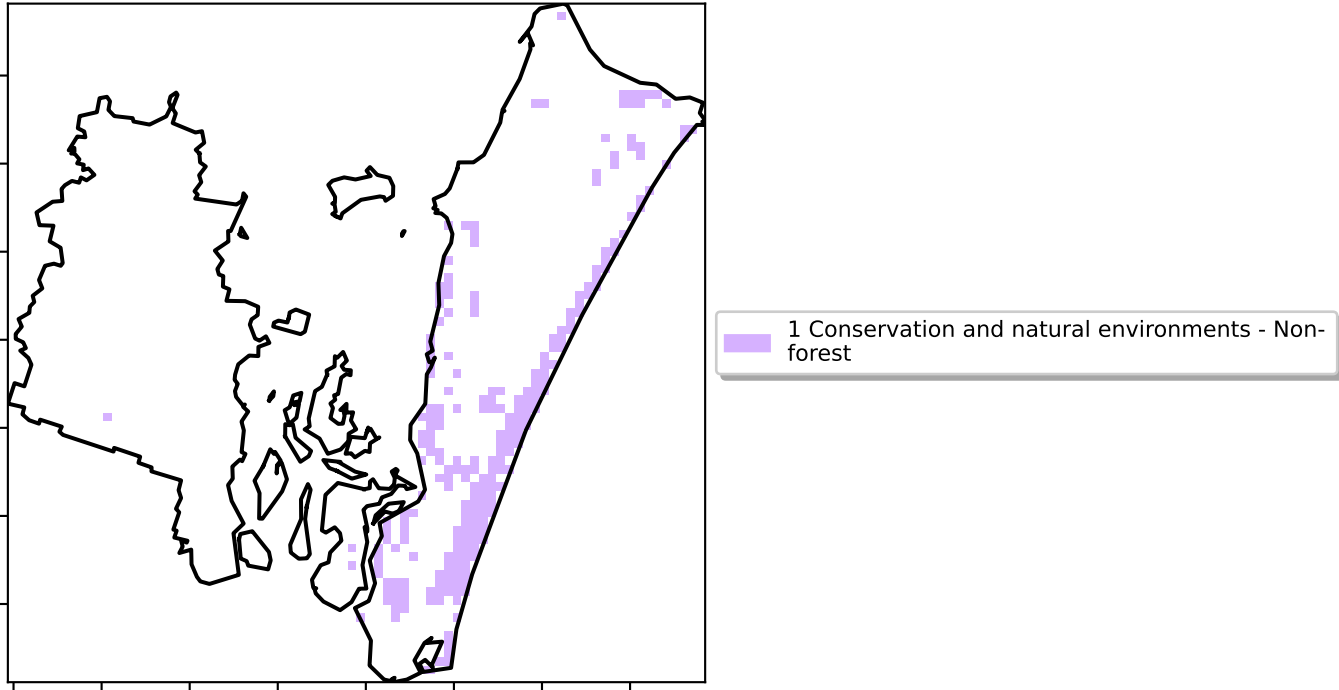 1 Conservation and natural environments - Non-
forest